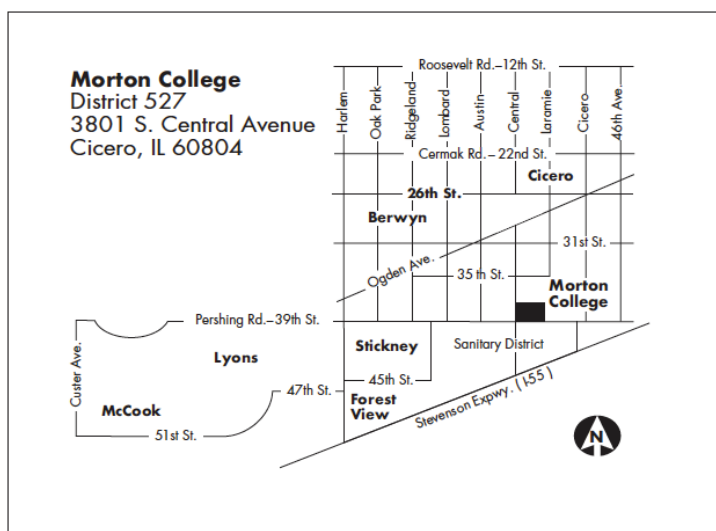 Morton College
District 527
3801 S. Central Avenue
Cicero, IL 60804
Roosevelt Rd.–12th St.
Harlem
Oak Park
Ridgeland
Lombard
Austin
Central
Laramie
Cicero
46th Ave.
Cermak Rd.– 22nd St.
Cicero
26th St.
Berwyn
31st St.
Ogden Ave.
35 th St.
Morton
College
Pershing Rd.–39th St.
Stickney
Sanitary District
Custer Ave.
Lyons
45th St.
47th St.
Forest
View
Stevenson Expwy. ( I-55 )
McCook
51st St.
N